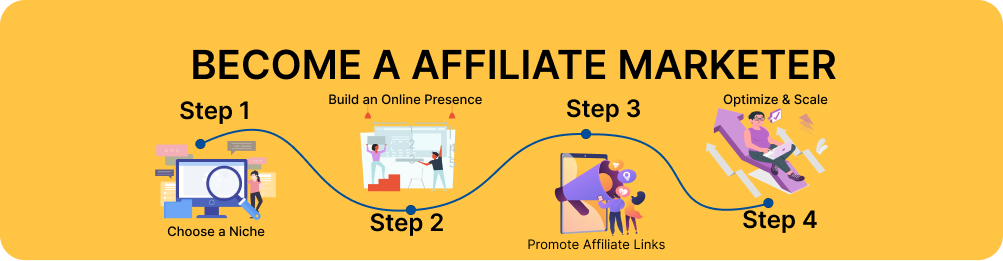 BECOME A AFFILIATE MARKETER
Step 1
Choose a Niche
Build an Online Presence
Step 2
Step 3
Promote Affiliate Links
Optimize & Scale
Step 4